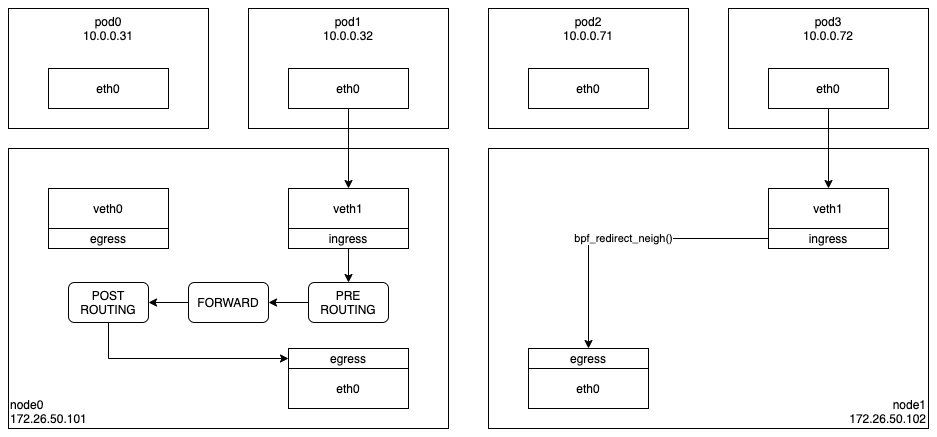 pod0
10.0.0.31
eth0
pod1
10.0.0.32
eth0
pod2
10.0.0.71
eth0
pod3
10.0.0.72
eth0
veth0
egress
veth1
ingress
POST
ROUTING
FORWARD
PRE
ROUTING
egress
eth0
node0
172.26.50.101
veth1
ingress
bpf_redirect_neigh()
egress
eth0
node1
172.26.50.102